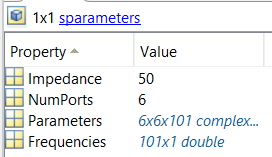 1x1 sparameters
Property Value
Impedance 50
NumPorts 6
Parameters 6x6x101 complex...
Frequencies 101x1 double